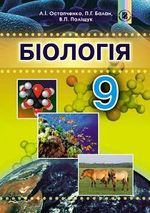 Л.І. Остапченко, П.Г. Балан,
В.П. Поліщук
БІОЛОГІЯ
9